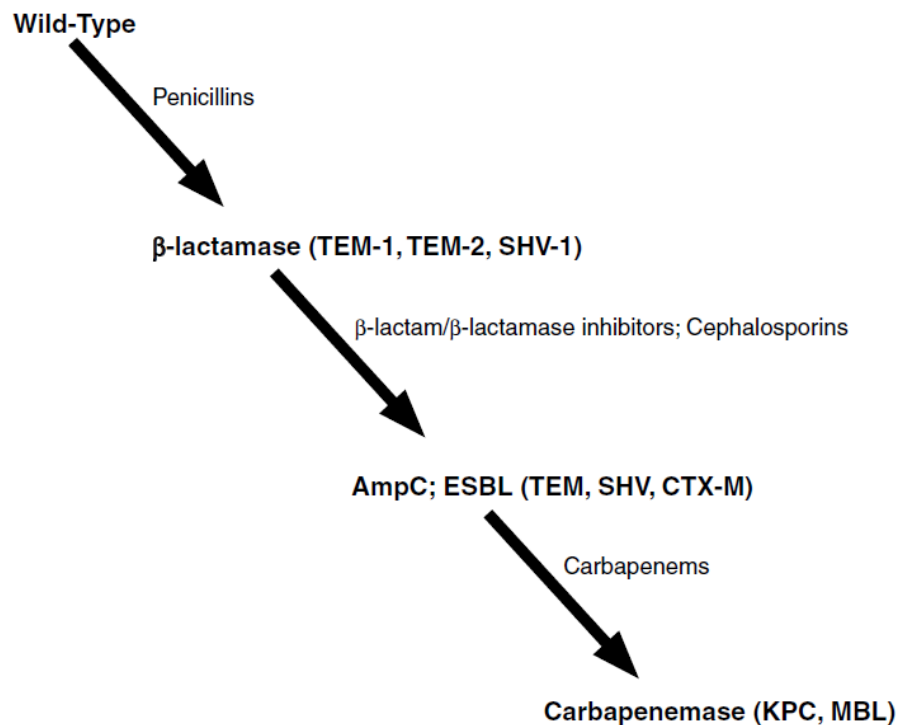 Wild-Type
Penicillins
β-lactamase (TEM-1, TEM-2, SHV-1)
β-lactam/β-lactamase inhibitors; Cephalosporins
AmpC; ESBL (TEM, SHV, CTX-M)
Carbapenems
Carbapenemase (KPC, MBL)